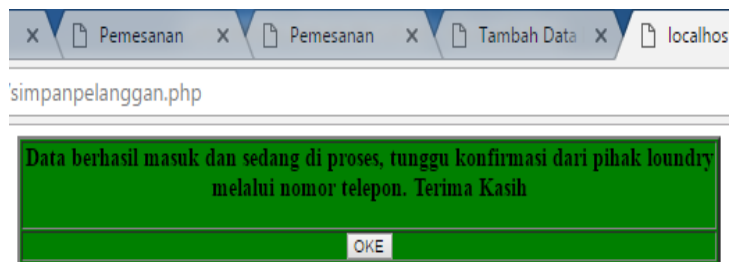 Pemesanan Pemesanan Tambah Data localhos
simpanpelanggan.php
Data berhasil masuk dan sedang di proses, tunggu konfirmasi dari pihak loundry
melalui nomor telepon. Terima Kasih
OKE